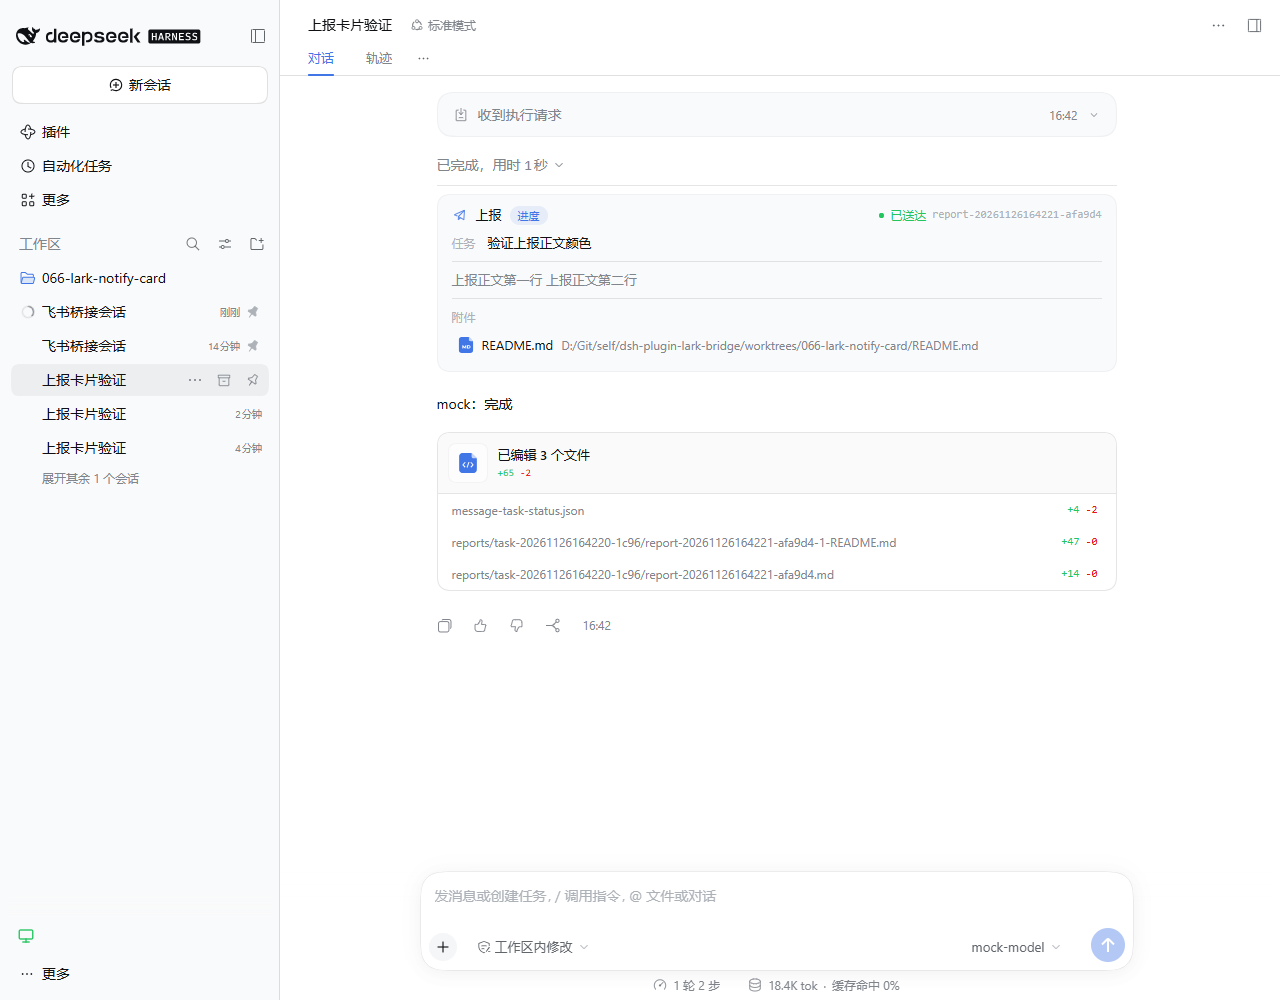 deepseek HARNESS
新会话
插件
自动化任务
更多
工作区
066-lark-notify-card
飞书桥接会话 刚刚
飞书桥接会话 14分钟
上报卡片验证
上报卡片验证 2分钟
上报卡片验证 4分钟
展开其余 1 个会话
更多
上报卡片验证 标准模式
对话 轨迹
收到执行请求 16:42
已完成，用时 1秒
上报 进度 已送达 report-20261126164221-afa9d4
任务 验证上报正文颜色
上报正文第一行 上报正文第二行
附件
README.md D:/Git/self/dsh-plugin-lark-bridge/worktrees/066-lark-notify-card/README.md
mock：完成
已编辑 3 个文件
+65 -2
message-task-status.json +4 -2
reports/task-20261126164220-1c96/report-20261126164221-afa9d4-1-README.md +47 -0
reports/task-20261126164220-1c96/report-20261126164221-afa9d4.md +14 -0
16:42
发消息或创建任务, / 调用指令, @ 文件或对话
工作区内修改 mock-model
1 轮 2 步 18.4K tok · 缓存命中 0%